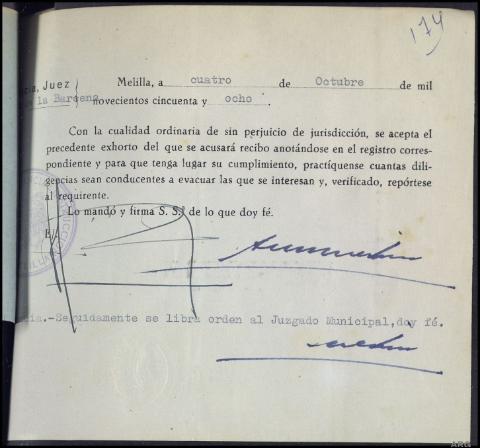 174
Juez Melilla, a cuatro de Octubre de mil
de la Barcena novecientos cincuenta y ocho.
Con la cualidad ordinaria de sin perjuicio de jurisdicción, se acepta el
precedente exhorto del que se acusará recibo anotándose en el registro corres-
pondiente y para que tenga lugar su cumplimiento, practíquense cuantas dili-
gencias sean conducentes a evacuar las que se interesan y, verificado, repórtese
al requirente.
Lo mandó y firma S. S.ª de lo que doy fé.
E/.
-Seguidamente se libra orden al Juzgado Municipal,doy fé.
ARG